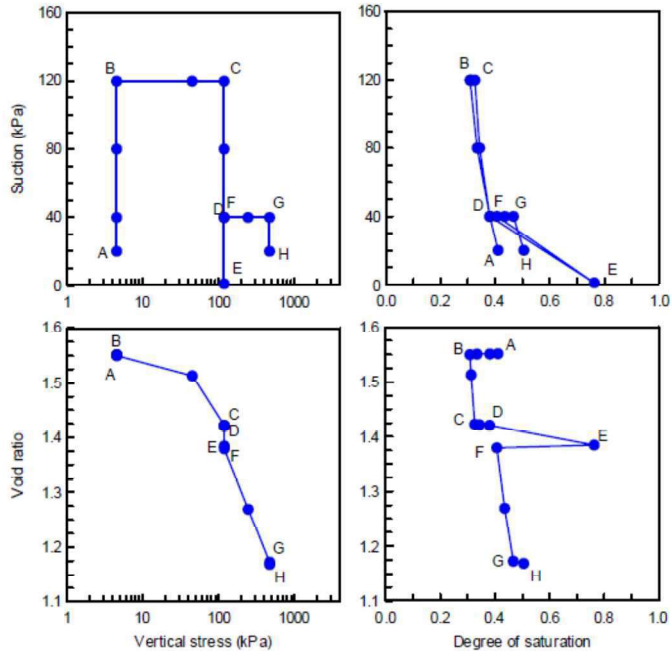 160
120
80
40
0
Suction (kPa)
B
C
D
F
G
A
H
E
1
10
100
1000
160
120
80
40
0
Suction (kPa)
B
C
D
F
G
A
H
E
0.0
0.2
0.4
0.6
0.8
1.0
1.6
1.5
1.4
1.3
1.2
1.1
Void ratio
B
A
C
D
E
F
G
H
1
10
100
1000
Vertical stress (kPa)
1.6
1.5
1.4
1.3
1.2
1.1
Void ratio
B
A
C
D
E
F
G
H
0.0
0.2
0.4
0.6
0.8
1.0
Degree of saturation